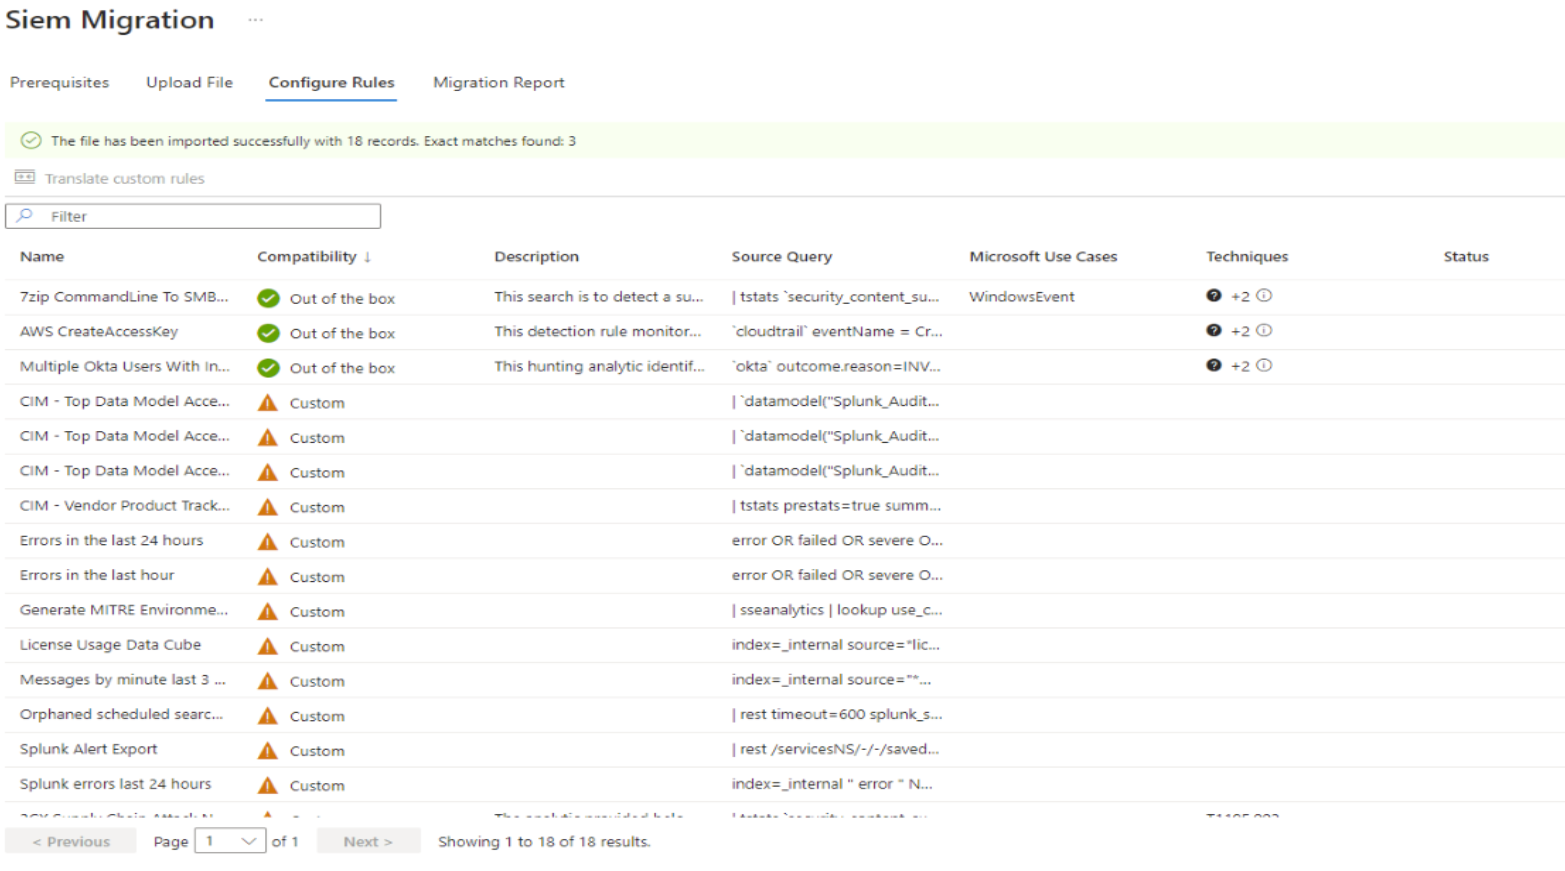 Siem Migration ...
Prerequisites Upload File Configure Rules Migration Report
The file has been imported successfully with 18 records. Exact matches found: 3
Translate custom rules
Filter
Name Compatibility ↓ Description Source Query Microsoft Use Cases Techniques Status
7zip CommandLine To SMB... Out of the box This search is to detect a su... | tstats `security_content_su... WindowsEvent +2
AWS CreateAccessKey Out of the box This detection rule monitor... `cloudtrail` eventName = Cr... +2
Multiple Okta Users With In... Out of the box This hunting analytic identif... `okta` outcome.reason=INV... +2
CIM - Top Data Model Acce... Custom | `datamodel("Splunk_Audit...
CIM - Top Data Model Acce... Custom | `datamodel("Splunk_Audit...
CIM - Top Data Model Acce... Custom | `datamodel("Splunk_Audit...
CIM - Vendor Product Track... Custom | tstats prestats=true summ...
Errors in the last 24 hours Custom error OR failed OR severe O...
Errors in the last hour Custom error OR failed OR severe O...
Generate MITRE Environme... Custom | sseanalytics | lookup use_c...
License Usage Data Cube Custom index=_internal source=*lic...
Messages by minute last 3 ... Custom index=_internal source="*...
Orphaned scheduled searc... Custom | rest timeout=600 splunk_s...
Splunk Alert Export Custom | rest /servicesNS/-/-/saved...
Splunk errors last 24 hours Custom index=_internal " error " N...
< Previous Page 1 of 1 Next > Showing 1 to 18 of 18 results.